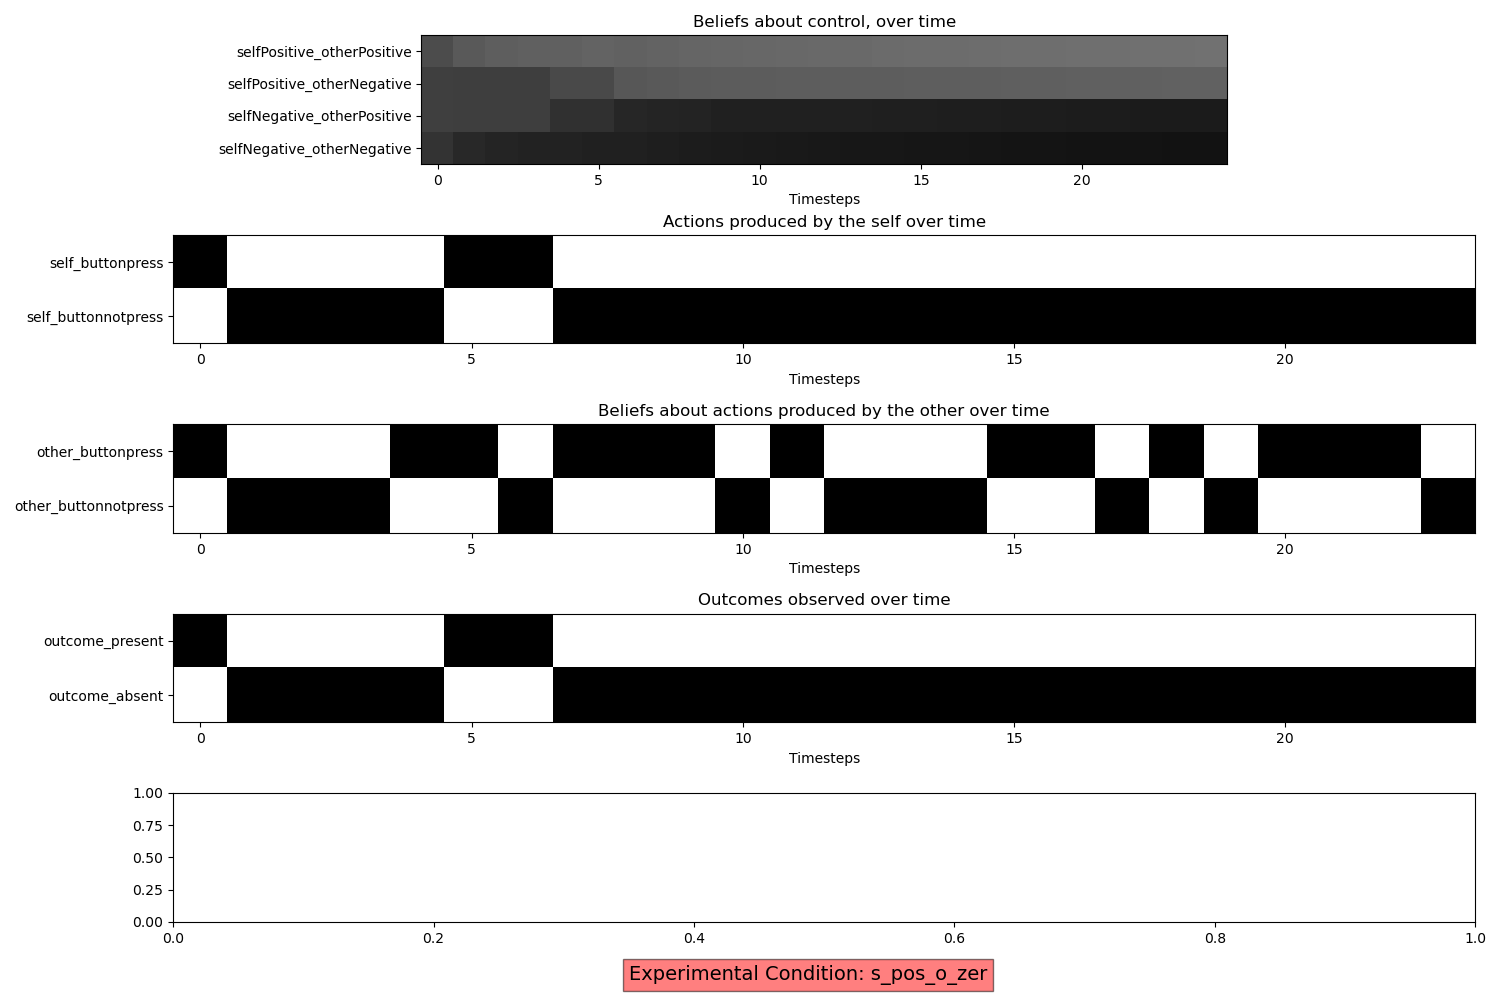 Beliefs about control, over time
selfPositive_otherPositive
selfPositive_otherNegative
selfNegative_otherPositive
selfNegative_otherNegative
0 5 10 15 20
Timesteps
Actions produced by the self over time
self_buttonpress
self_buttonnotpress
0 5 10 15 20
Timesteps
Beliefs about actions produced by the other over time
other_buttonpress
other_buttonnotpress
0 5 10 15 20
Timesteps
Outcomes observed over time
outcome_present
outcome_absent
0 5 10 15 20
Timesteps
1.00
0.75
0.50
0.25
0.00
0.0 0.2 0.4 0.6 0.8 1.0
Experimental Condition: s_pos_o_zer